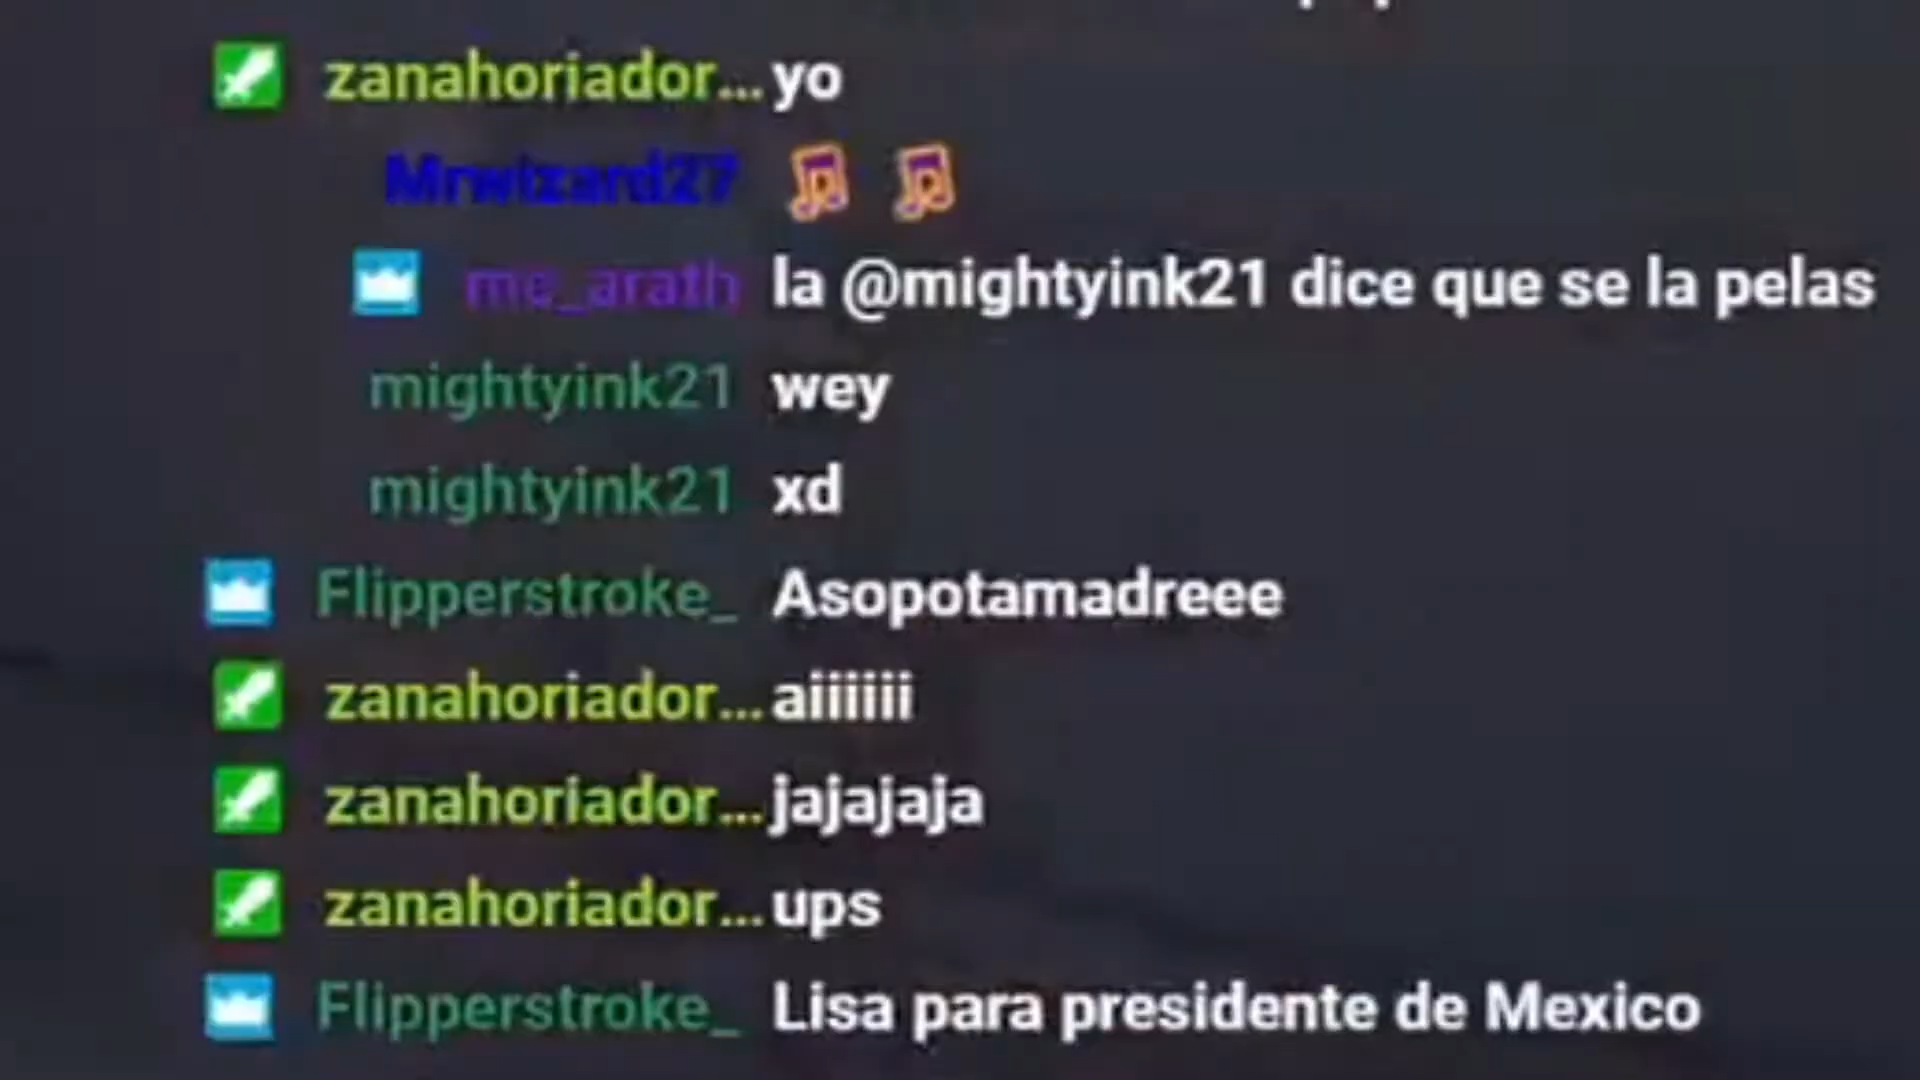 zanahoriador... yo
Mrwizard27
me_arath la @mightyink21 dice que se la pelas
mightyink21 wey
mightyink21 xd
Flipperstroke_ Asopotamadreee
zanahoriador... aiiiiii
zanahoriador... jajajaja
zanahoriador... ups
Flipperstroke_ Lisa para presidente de Mexico